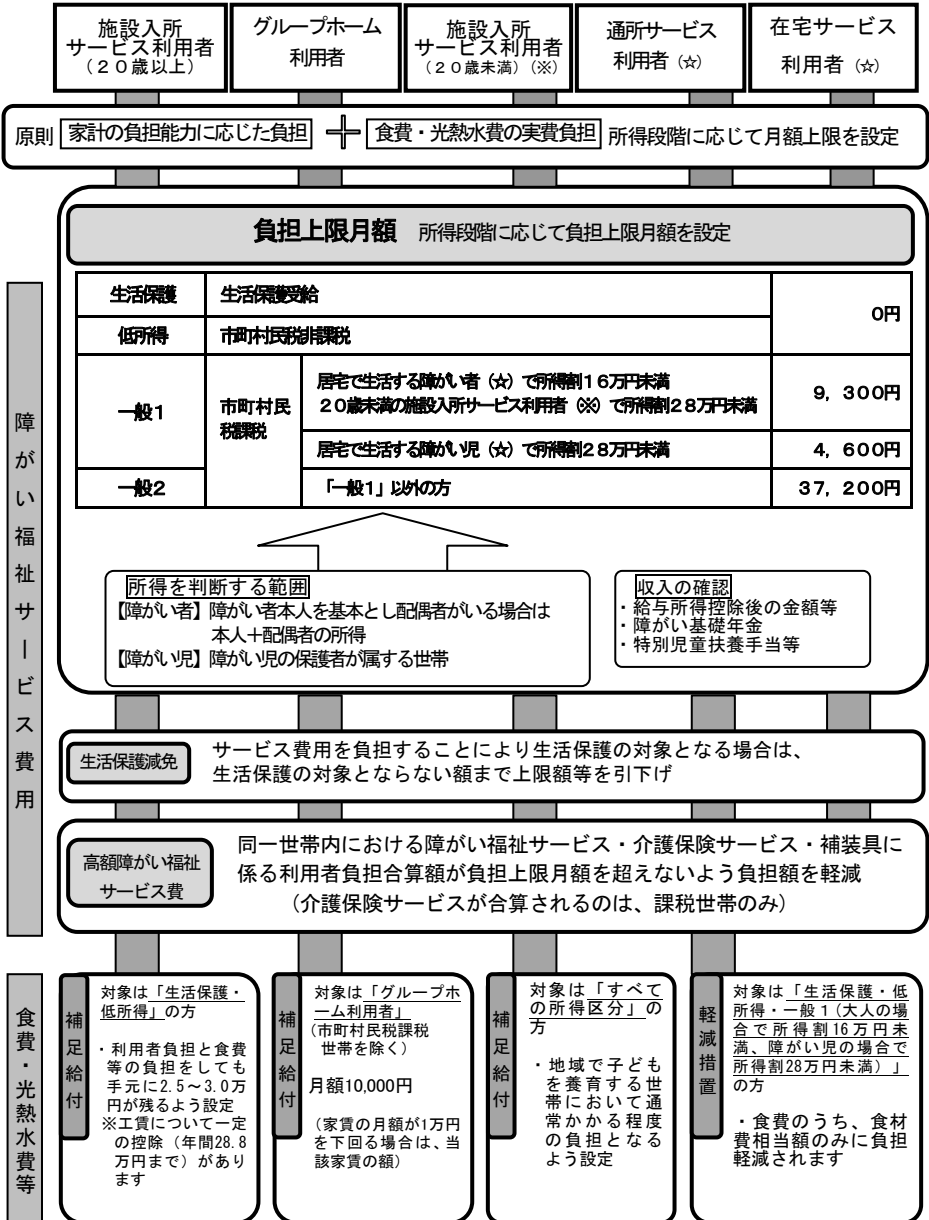 施設入所
サービス利用者
（２０歳以上）
グループホーム
利用者
施設入所
サービス利用者
（２０歳未満）（※）
通所サービス
利用者（☆）
在宅サービス
利用者（☆）
原則 家計の負担能力に応じた負担 ＋ 食費・光熱水費の実費負担 所得段階に応じて月額上限を設定
負担上限月額 所得段階に応じて負担上限月額を設定
生活保護 生活保護受給 0円
低所得 市町村民税非課税
一般1 市町村民
税課税
居宅で生活する障がい者（☆）で所得割１６万円未満
２０歳未満の施設入所サービス利用者（※）で所得割２８万円未満
9，300円
居宅で生活する障がい児（☆）で所得割２８万円未満 4，600円
一般2 「一般１」以外の方 37，200円
所得を判断する範囲
【障がい者】障がい者本人を基本とし配偶者がいる場合は
本人＋配偶者の所得
【障がい児】障がい児の保護者が属する世帯
収入の確認
・給与所得控除後の金額等
・障がい基礎年金
・特別児童扶養手当等
障がい福祉サービス費用
生活保護減免
サービス費用を負担することにより生活保護の対象となる場合は、
生活保護の対象とならない額まで上限額等を引下げ
高額障がい福祉
サービス費
同一世帯内における障がい福祉サービス・介護保険サービス・補装具に
係る利用者負担合算額が負担上限月額を超えないよう負担額を軽減
（介護保険サービスが合算されるのは、課税世帯のみ）
食費・光熱水費等
補足給付
対象は「生活保護・
低所得」の方
・利用者負担と食費
等の負担をしても
手元に2.5～3.0万
円が残るよう設定
※工賃について一定
の控除（年間28.8
万円まで）があり
ます
補足給付
対象は「グループホ
ーム利用者」
（市町村民税課税
世帯を除く）
月額10,000円
（家賃の月額が1万円
を下回る場合は、当
該家賃の額）
補足給付
対象は「すべて
の所得区分」の
方
・地域で子ども
を養育する世
帯において通
常かかる程度
の負担となる
よう設定
軽減措置
対象は「生活保護・低
所得・一般１（大人の場
合で所得割16万円未
満、障がい児の場合で
所得割28万円未満）」
の方
・食費のうち、食材
費相当額のみに負担
軽減されます